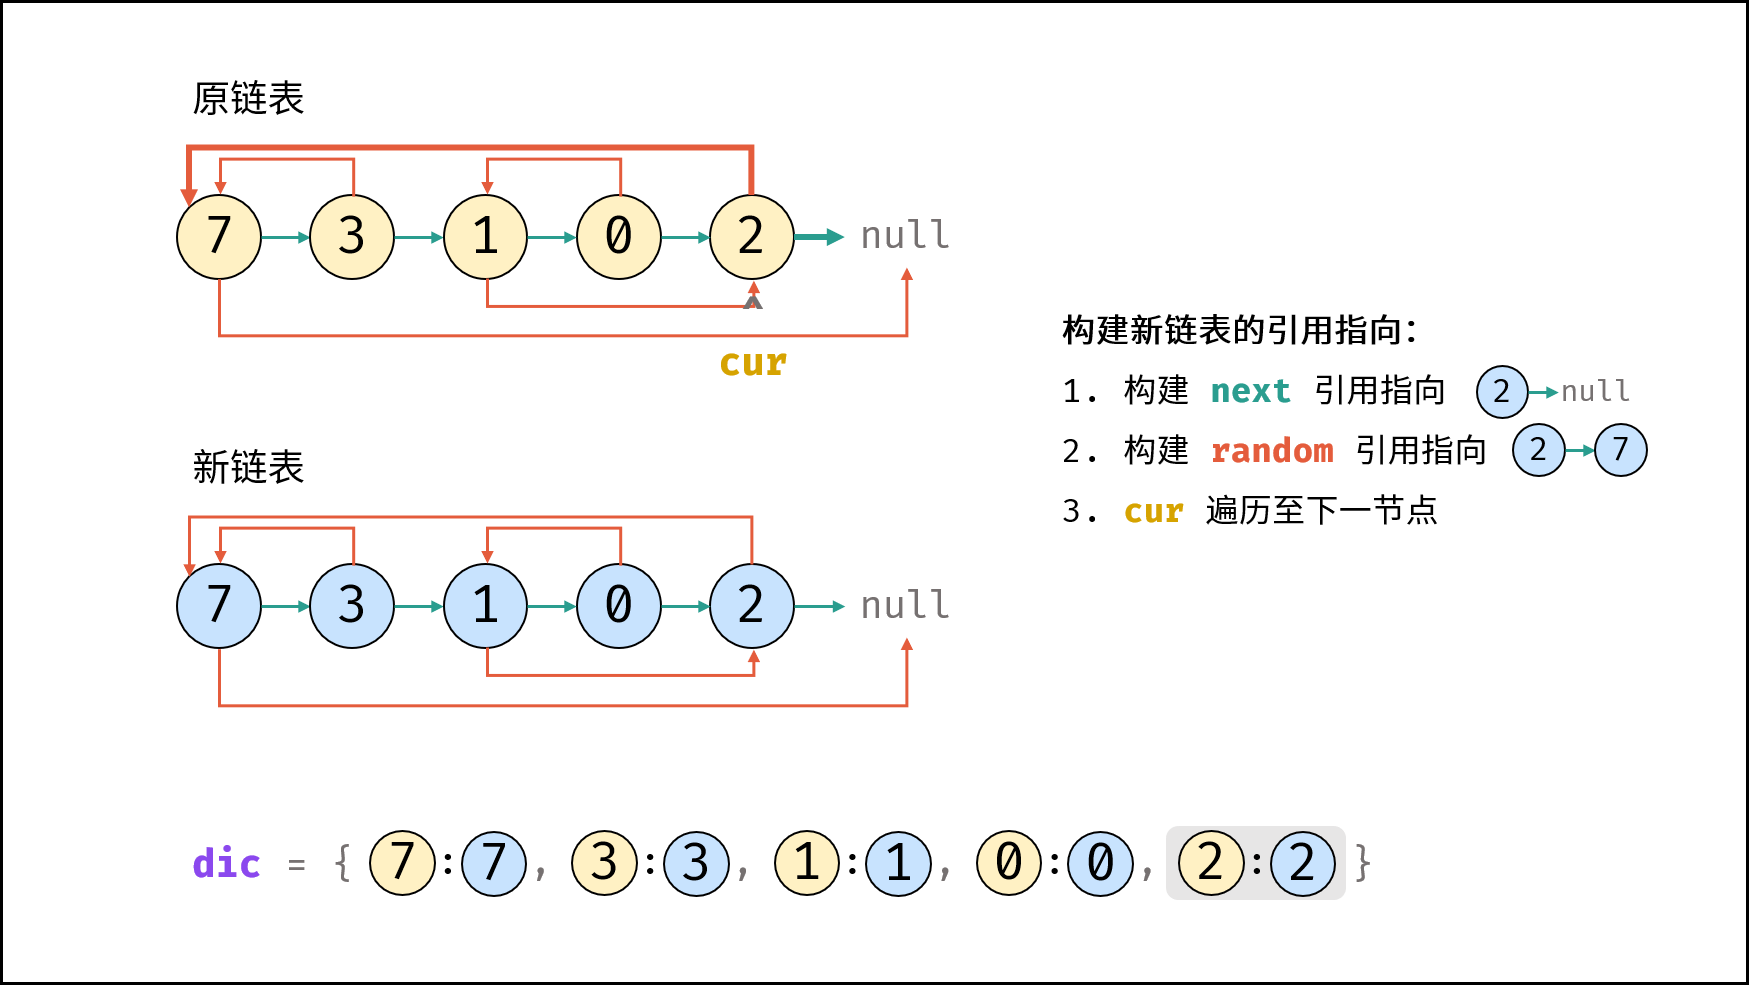 原链表
7 3 1 0 2 null
cur
构建新链表的引用指向：
1. 构建 next 引用指向 2 null
2. 构建 random 引用指向 2 7
3. cur 遍历至下一节点
新链表
7 3 1 0 2 null
dic = { 7:7, 3:3, 1:1, 0:0, 2:2 }